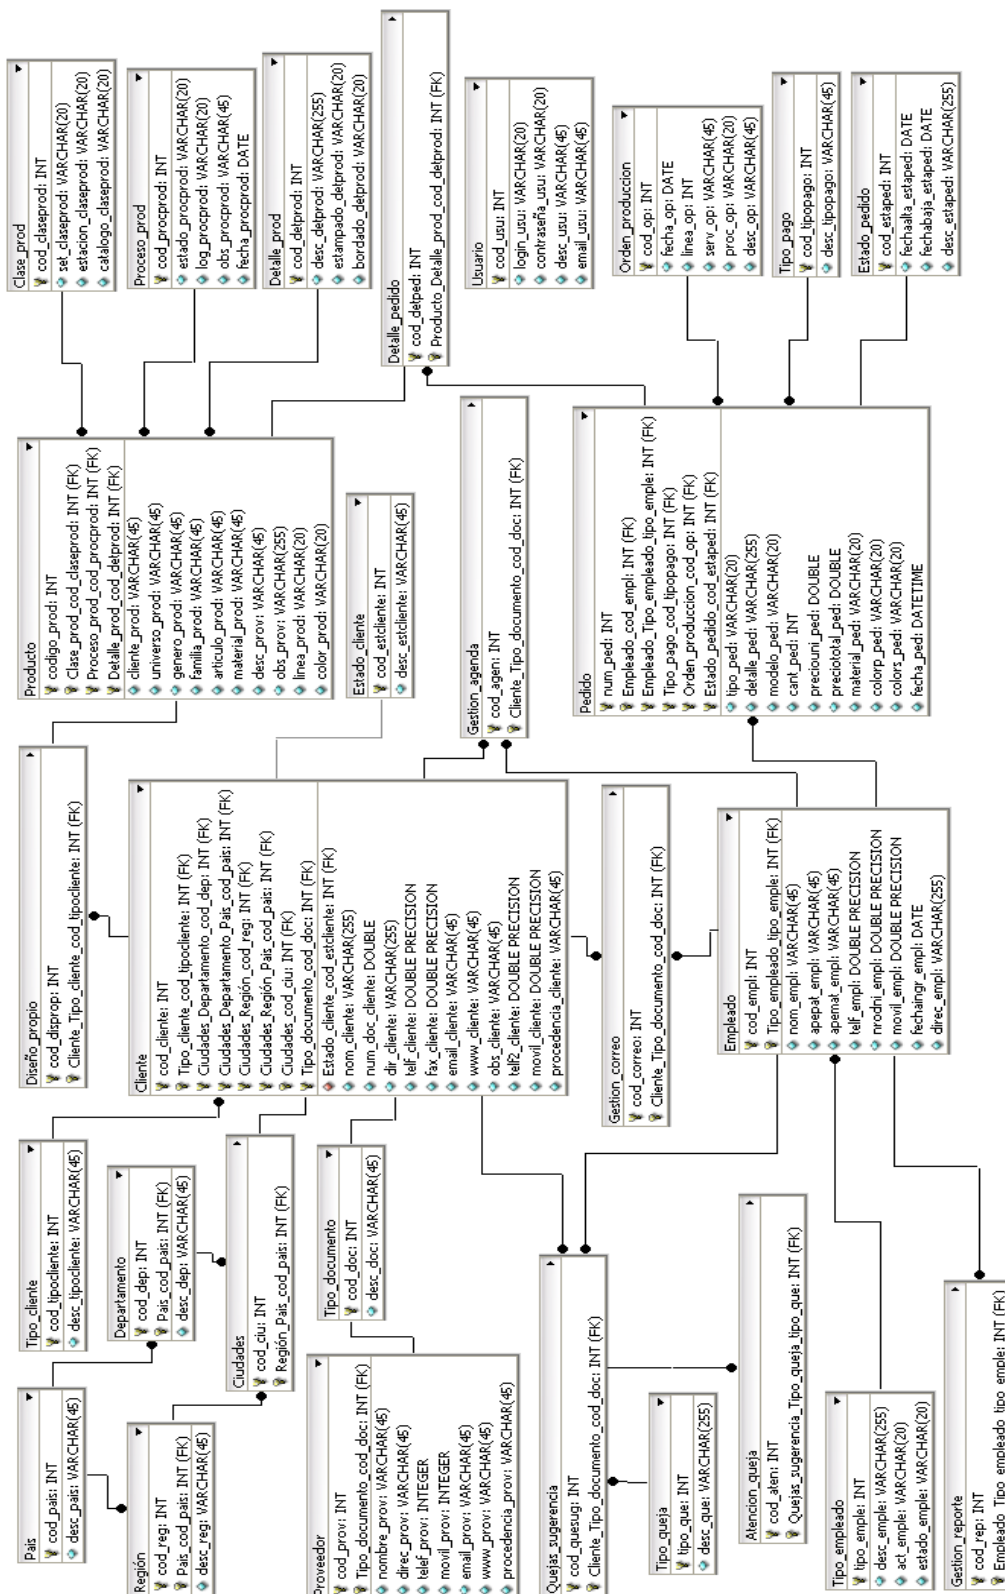 Pais
cod_pais: INT
desc_pais: VARCHAR(45)
Región
cod_reg: INT
Pais_cod_pais: INT (FK)
desc_reg: VARCHAR(45)
Tipo_cliente
cod_tipocliente: INT
desc_tipocliente: VARCHAR(45)
Departamento
cod_dep: INT
Pais_cod_pais: INT (FK)
desc_dep: VARCHAR(45)
Ciudades
cod_ciu: INT
Región_Pais_cod_pais: INT (FK)
Proveedor
cod_prov: INT
Tipo_documento_cod_doc: INT (FK)
nombre_prov: VARCHAR(45)
direc_prov: VARCHAR(45)
telef_prov: INTEGER
movil_prov: INTEGER
email_prov: VARCHAR(45)
www_prov: VARCHAR(45)
procedencia_prov: VARCHAR(45)
Tipo_documento
cod_doc: INT
desc_doc: VARCHAR(45)
Quejas_sugerencia
cod_quesug: INT
Cliente_Tipo_documento_cod_doc: INT (FK)
Tipo_queja
tipo_que: INT
desc_que: VARCHAR(255)
Atencion_queja
cod_aten: INT
Quejas_sugerencia_Tipo_queja_tipo_que: INT (FK)
Tipo_empleado
tipo_emple: INT
desc_emple: VARCHAR(255)
act_emple: VARCHAR(20)
estado_emple: VARCHAR(20)
Gestion_reporte
cod_rep: INT
Empleado_Tipo_empleado_tipo_emple: INT (FK)
Diseño_propio
cod_disprop: INT
Cliente_Tipo_cliente_cod_tipocliente: INT (FK)
Cliente
cod_cliente: INT
Tipo_cliente_cod_tipocliente: INT (FK)
Ciudades_Departamento_cod_dep: INT (FK)
Ciudades_Departamento_Pais_cod_pais: INT (FK)
Ciudades_Región_cod_reg: INT (FK)
Ciudades_Región_Pais_cod_pais: INT (FK)
Ciudades_cod_ciu: INT (FK)
Tipo_documento_cod_doc: INT (FK)
Estado_cliente_cod_estcliente: INT (FK)
nom_cliente: VARCHAR(255)
num_doc_cliente: DOUBLE
dir_cliente: VARCHAR(255)
telf_cliente: DOUBLE PRECISION
fax_cliente: DOUBLE PRECISION
email_cliente: VARCHAR(45)
www_cliente: VARCHAR(45)
obs_cliente: VARCHAR(45)
telf2_cliente: DOUBLE PRECISION
movil_cliente: DOUBLE PRECISION
procedencia_cliente: VARCHAR(45)
Gestion_correo
cod_correo: INT
Cliente_Tipo_documento_cod_doc: INT (FK)
Empleado
cod_empl: INT
Tipo_empleado_tipo_emple: INT (FK)
nom_empl: VARCHAR(45)
apepat_empl: VARCHAR(45)
apemat_empl: VARCHAR(45)
telf_empl: DOUBLE PRECISION
nrodni_empl: DOUBLE PRECISION
movil_empl: DOUBLE PRECISION
fechaingr_empl: DATE
direc_empl: VARCHAR(255)
Producto
codigo_prod: INT
Clase_prod_cod_claseprod: INT (FK)
Proceso_prod_cod_procprod: INT (FK)
Detalle_prod_cod_detprod: INT (FK)
cliente_prod: VARCHAR(45)
universo_prod: VARCHAR(45)
genero_prod: VARCHAR(45)
familia_prod: VARCHAR(45)
articulo_prod: VARCHAR(45)
material_prod: VARCHAR(45)
desc_prov: VARCHAR(45)
obs_prov: VARCHAR(255)
linea_prod: VARCHAR(20)
color_prod: VARCHAR(20)
Estado_cliente
cod_estcliente: INT
desc_estcliente: VARCHAR(45)
Gestion_agenda
cod_agen: INT
Cliente_Tipo_documento_cod_doc: INT (FK)
Pedido
num_ped: INT
Empleado_cod_empl: INT (FK)
Empleado_Tipo_empleado_tipo_emple: INT (FK)
Tipo_pago_cod_tipopago: INT (FK)
Orden_produccion_cod_op: INT (FK)
Estado_pedido_cod_estaped: INT (FK)
tipo_ped: VARCHAR(20)
detalle_ped: VARCHAR(255)
modelo_ped: VARCHAR(20)
cant_ped: INT
preciouni_ped: DOUBLE
preciototal_ped: DOUBLE
material_ped: VARCHAR(20)
colorp_ped: VARCHAR(20)
colors_ped: VARCHAR(20)
fecha_ped: DATETIME
Clase_prod
cod_claseprod: INT
set_claseprod: VARCHAR(20)
estacion_claseprod: VARCHAR(20)
catalogo_claseprod: VARCHAR(20)
Proceso_prod
cod_procprod: INT
estado_procprod: VARCHAR(20)
log_procprod: VARCHAR(20)
obs_procprod: VARCHAR(45)
fecha_procprod: DATE
Detalle_prod
cod_detprod: INT
desc_detprod: VARCHAR(255)
estampado_detprod: VARCHAR(20)
bordado_detprod: VARCHAR(20)
Detalle_pedido
cod_detped: INT
Producto_Detalle_prod_cod_detprod: INT (FK)
Usuario
cod_usu: INT
login_usu: VARCHAR(20)
contraseña_usu: VARCHAR(20)
desc_usu: VARCHAR(45)
email_usu: VARCHAR(45)
Orden_produccion
cod_op: INT
fecha_op: DATE
linea_op: INT
serv_op: VARCHAR(45)
proc_op: VARCHAR(20)
desc_op: VARCHAR(45)
Tipo_pago
cod_tipopago: INT
desc_tipopago: VARCHAR(45)
Estado_pedido
cod_estaped: INT
fechaalta_estaped: DATE
fechabaja_estaped: DATE
desc_estaped: VARCHAR(255)